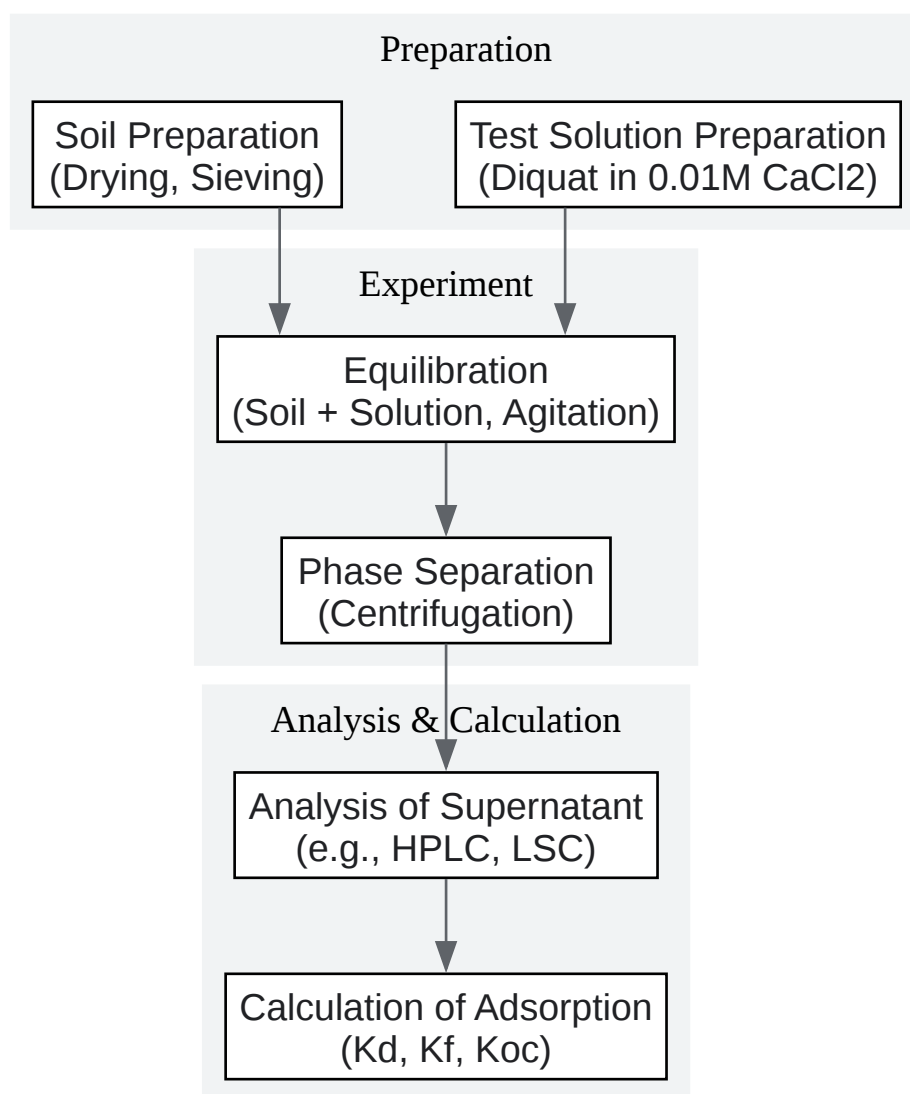 Preparation
Soil Preparation
(Drying, Sieving)
Test Solution Preparation
(Diquat in 0.01M CaCl2)
Experiment
Equilibration
(Soil + Solution, Agitation)
Phase Separation
(Centrifugation)
Analysis & Calculation
Analysis of Supernatant
(e.g., HPLC, LSC)
Calculation of Adsorption
(Kd, Kf, Koc)